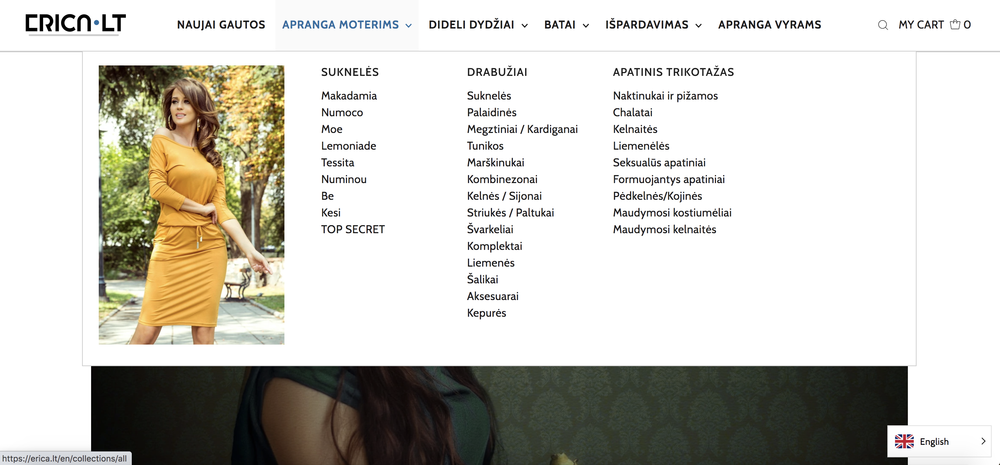 ERICA•LT
NAUJAI GAUTOS
APRANGA MOTERIMS
DIDELI DYDŽIAI
BATAI
IŠPARDAVIMAS
APRANGA VYRAMS
MY CART 0
SUKNELĖS
Makadamia
Numoco
Moe
Lemoniade
Tessita
Numinou
Be
Kesi
TOP SECRET
DRABUŽIAI
Suknelės
Palaidinės
Megztiniai / Kardiganai
Tunikos
Marškinukai
Kombinezonai
Kelnės / Sijonai
Striukės / Paltukai
Švarkeliai
Komplektai
Liemenės
Šalikai
Aksesuarai
Kepurės
APATINIS TRIKOTAŽAS
Naktinukai ir pižamos
Chalatai
Kelnaitės
Liemenėlės
Seksualūs apatiniai
Formuojantys apatiniai
Pėdkelnės/Kojinės
Maudymosi kostiumėliai
Maudymosi kelnaitės
English
https://erica.lt/en/collections/all